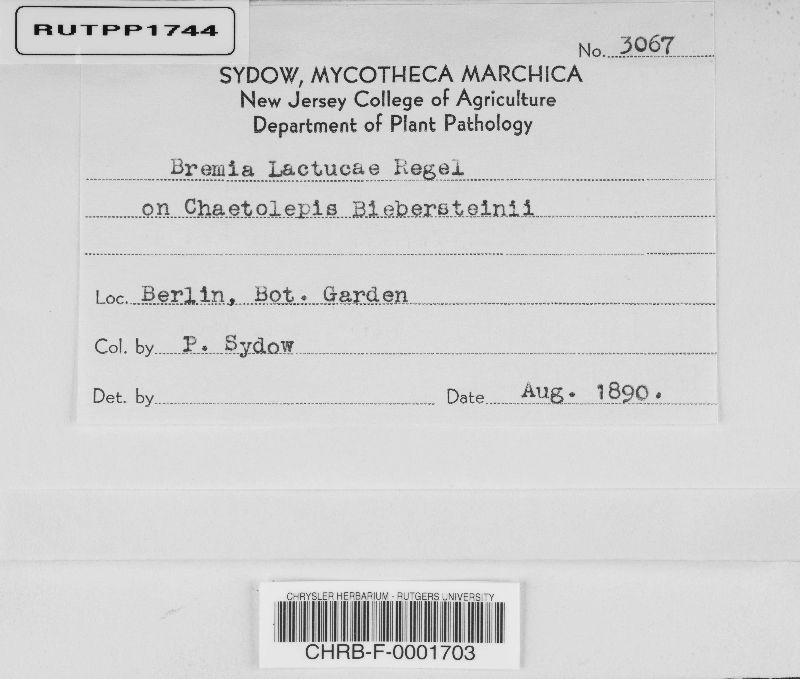 RUTPP1744
No. 3067
SYDOW, MYCOTHECA MARCHICA
New Jersey College of Agriculture
Department of Plant Pathology
Bremia Lactucae Regel
on Chaetolepis Biebersteinii
Loc. Berlin, Bot. Garden
Col. by P. Sydow
Det. by Date Aug. 1890.
CHRYSLER HERBARIUM - RUTGERS UNIVERSITY
CHRB-F-0001703